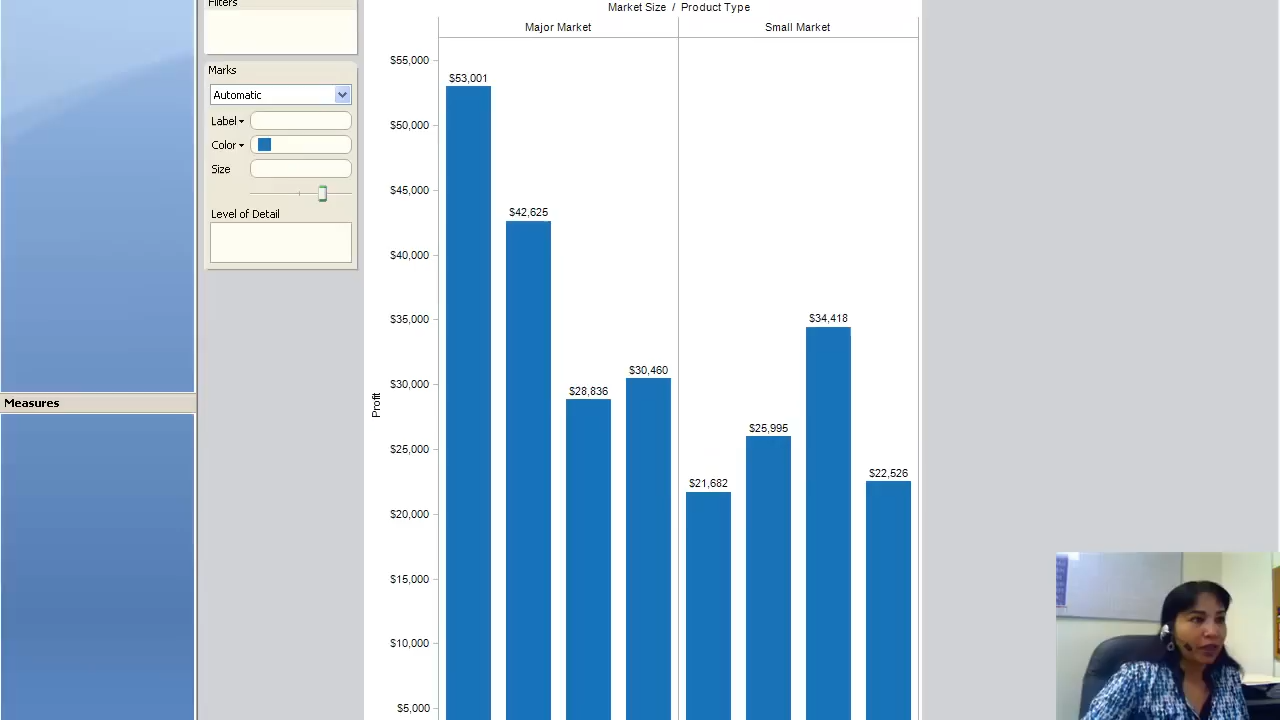 Filters
Marks
Automatic
Label
Color
Size
Level of Detail
Measures
Market Size / Product Type
Major Market
Small Market
Profit
$55,000
$50,000
$45,000
$40,000
$35,000
$30,000
$25,000
$20,000
$15,000
$10,000
$5,000
$53,001
$42,625
$28,836
$30,460
$21,682
$25,995
$34,418
$22,526